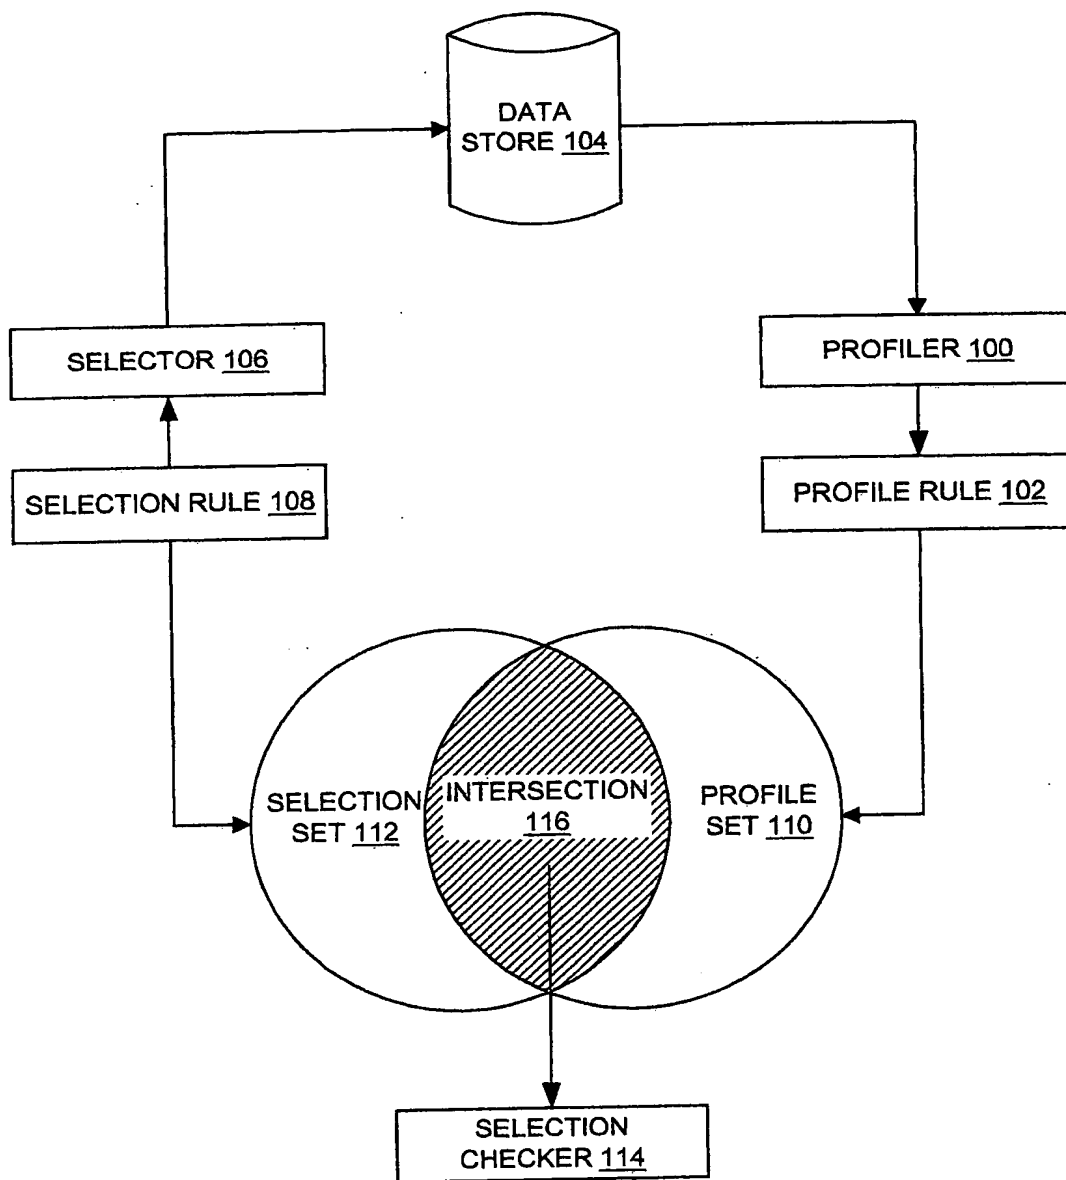 DATA
STORE 104
SELECTOR 106
PROFILER 100
SELECTION RULE 108
PROFILE RULE 102
SELECTION
SET 112
INTERSECTION
116
PROFILE
SET 110
SELECTION
CHECKER 114